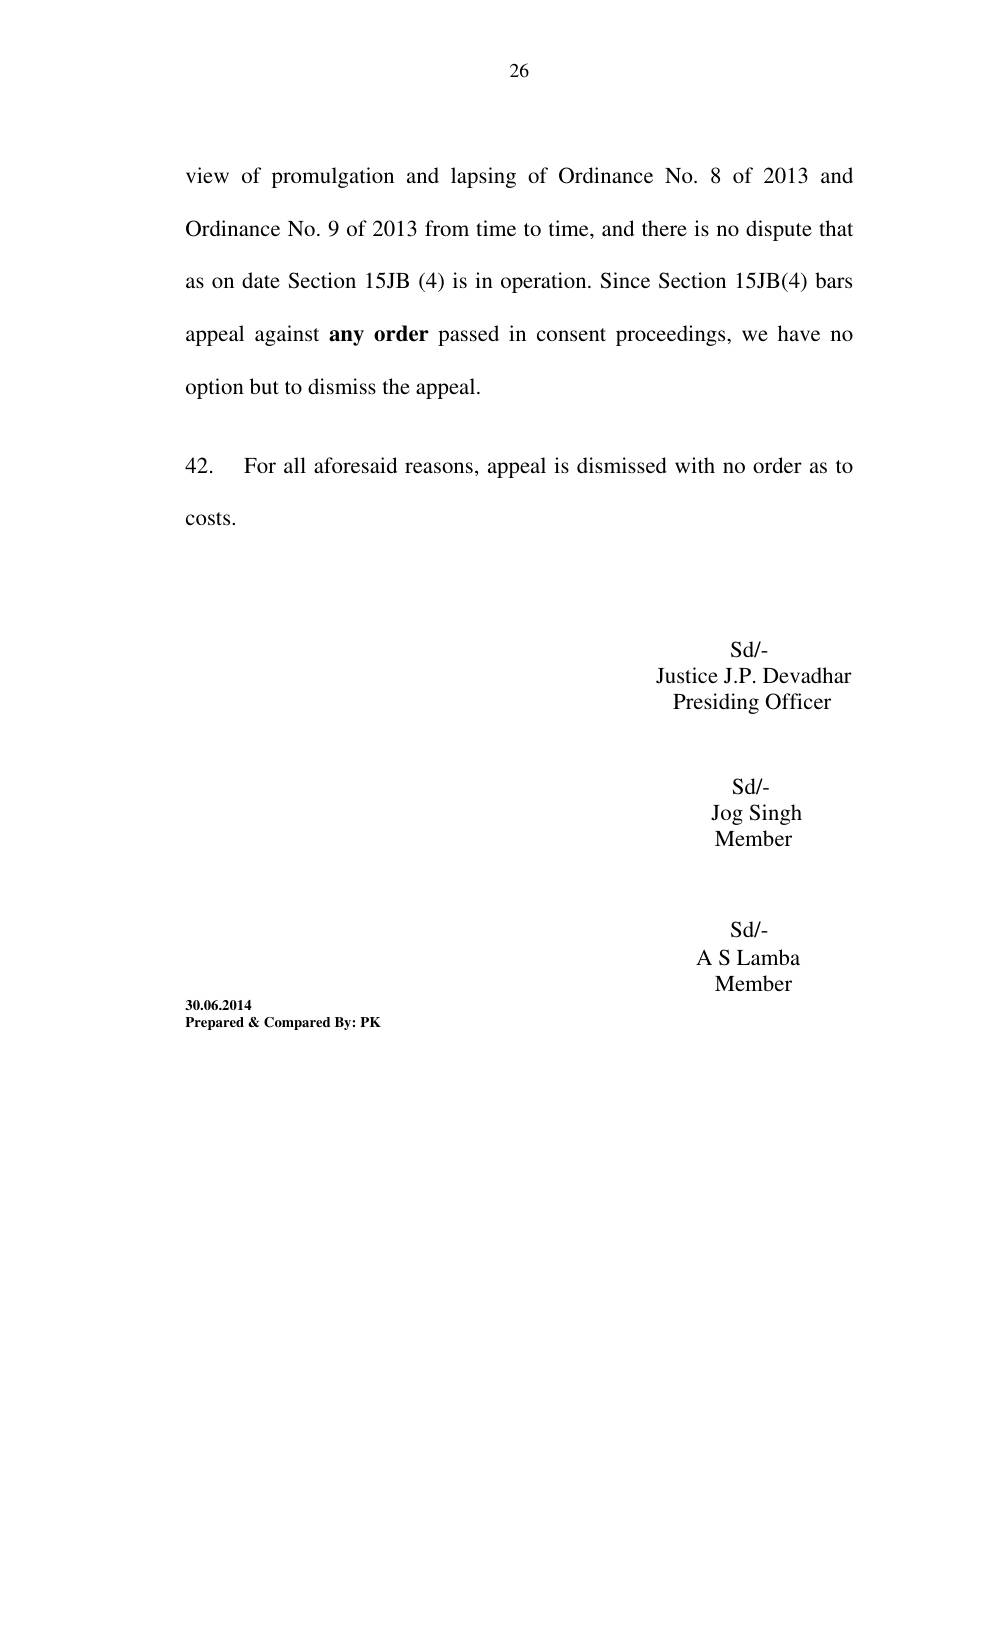 26
view of promulgation and lapsing of Ordinance No. 8 of 2013 and
Ordinance No. 9 of 2013 from time to time, and there is no dispute that
as on date Section 15JB (4) is in operation. Since Section 15JB(4) bars
appeal against any order passed in consent proceedings, we have no
option but to dismiss the appeal.
42. For all aforesaid reasons, appeal is dismissed with no order as to
costs.
Sd/-
Justice J.P. Devadhar
Presiding Officer
Sd/-
Jog Singh
Member
Sd/-
A S Lamba
Member
30.06.2014
Prepared & Compared By: PK